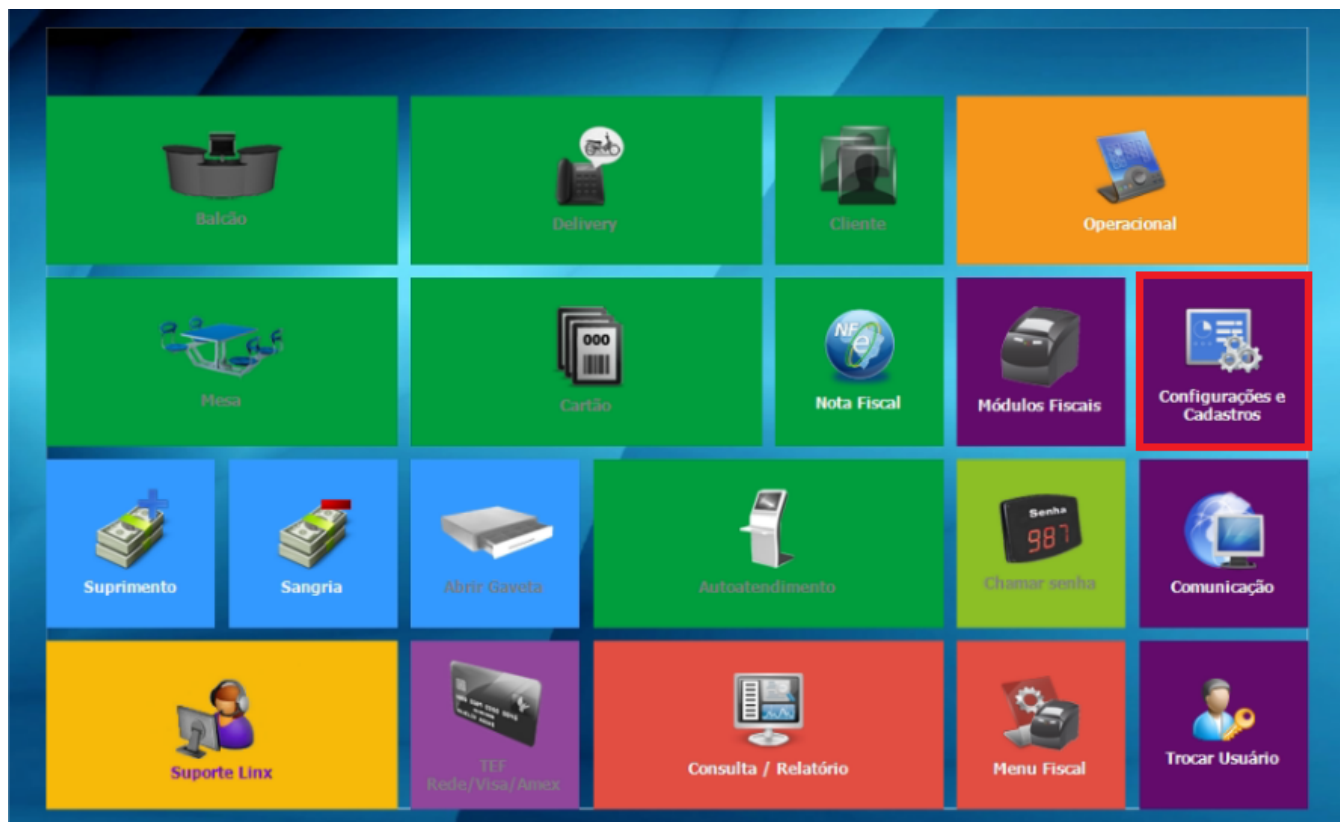 Balcão
Delivery
Cliente
Operacional
Mesa
000
Cartão
NFe
Nota Fiscal
Módulos Fiscais
Configurações e
Cadastros
Suprimento
Sangria
Abrir Gaveta
Autoatendimento
Senha
987
Chamar senha
Comunicação
Suporte Linx
TEF
Rede/Visa/Amex
Consulta / Relatório
Menu Fiscal
Trocar Usuário